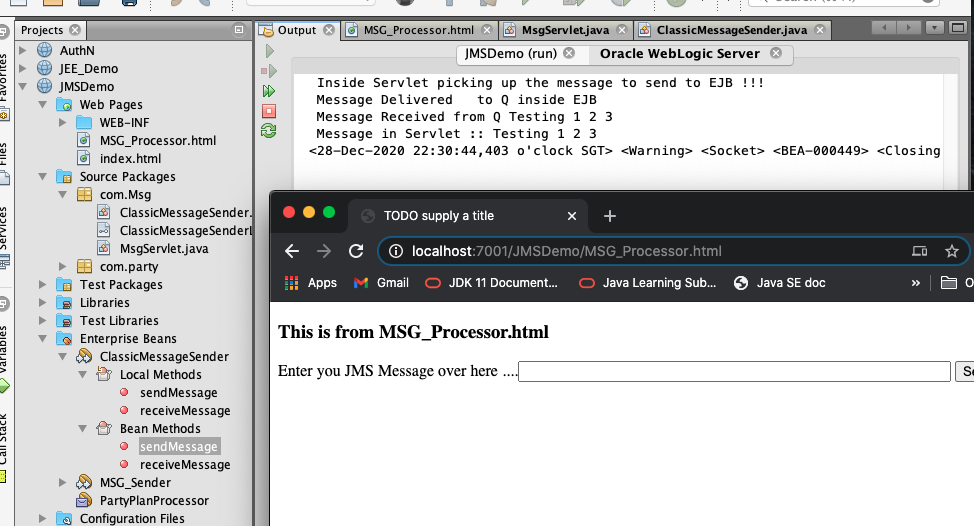 Projects
AuthN
JEE_Demo
JMSDemo
Web Pages
WEB-INF
MSG_Processor.html
index.html
Source Packages
com.Msg
ClassicMessageSender.
ClassicMessageSenderl
MsgServlet.java
com.party
Test Packages
Libraries
Test Libraries
Enterprise Beans
ClassicMessageSender
Local Methods
sendMessage
receiveMessage
Bean Methods
sendMessage
receiveMessage
MSG_Sender
PartyPlanProcessor
Configuration Files
Favorites
Files
Services
Variables
Call Stack
Output MSG_Processor.html MsgServlet.java ClassicMessageSender.java
JMSDemo (run) Oracle WebLogic Server
Inside Servlet picking up the message to send to EJB !!!
Message Delivered to Q inside EJB
Message Received from Q Testing 1 2 3
Message in Servlet :: Testing 1 2 3
<28-Dec-2020 22:30:44,403 o'clock SGT> <Warning> <Socket> <BEA-000449> <Closing
TODO supply a title
localhost:7001/JMSDemo/MSG_Processor.html
Apps Gmail JDK 11 Document... Java Learning Sub... Java SE doc »
This is from MSG_Processor.html
Enter you JMS Message over here ....